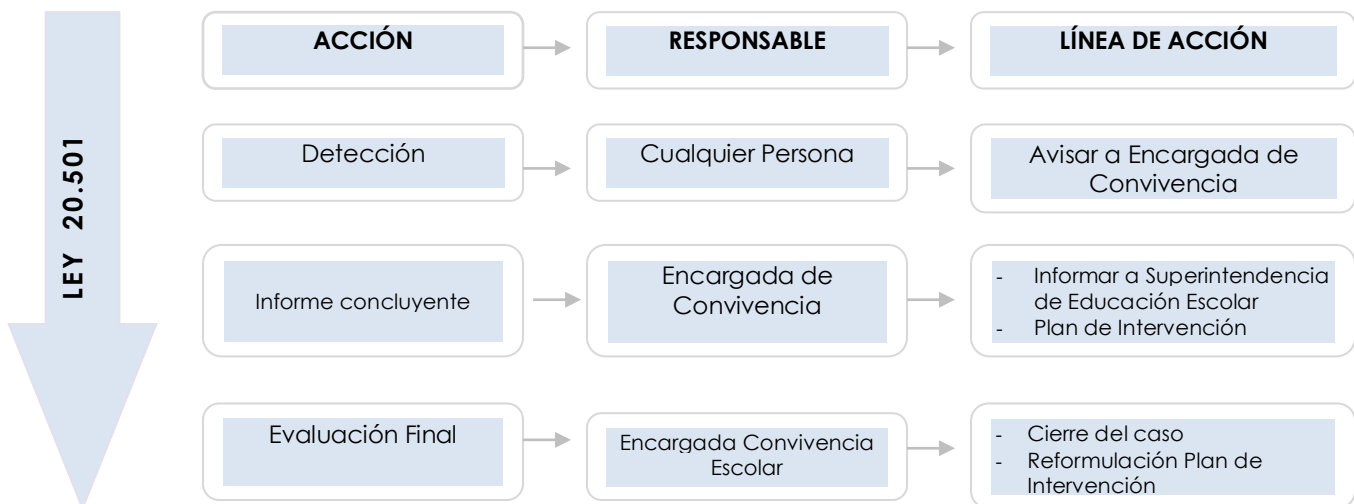 LEY 20.501
ACCIÓN
RESPONSABLE
LÍNEA DE ACCIÓN
Detección
Cualquier Persona
Avisar a Encargada de
Convivencia
Informe concluyente
Encargada de
Convivencia
- Informar a Superintendencia
de Educación Escolar
- Plan de Intervención
Evaluación Final
Encargada Convivencia
Escolar
- Cierre del caso
- Reformulación Plan de
Intervención